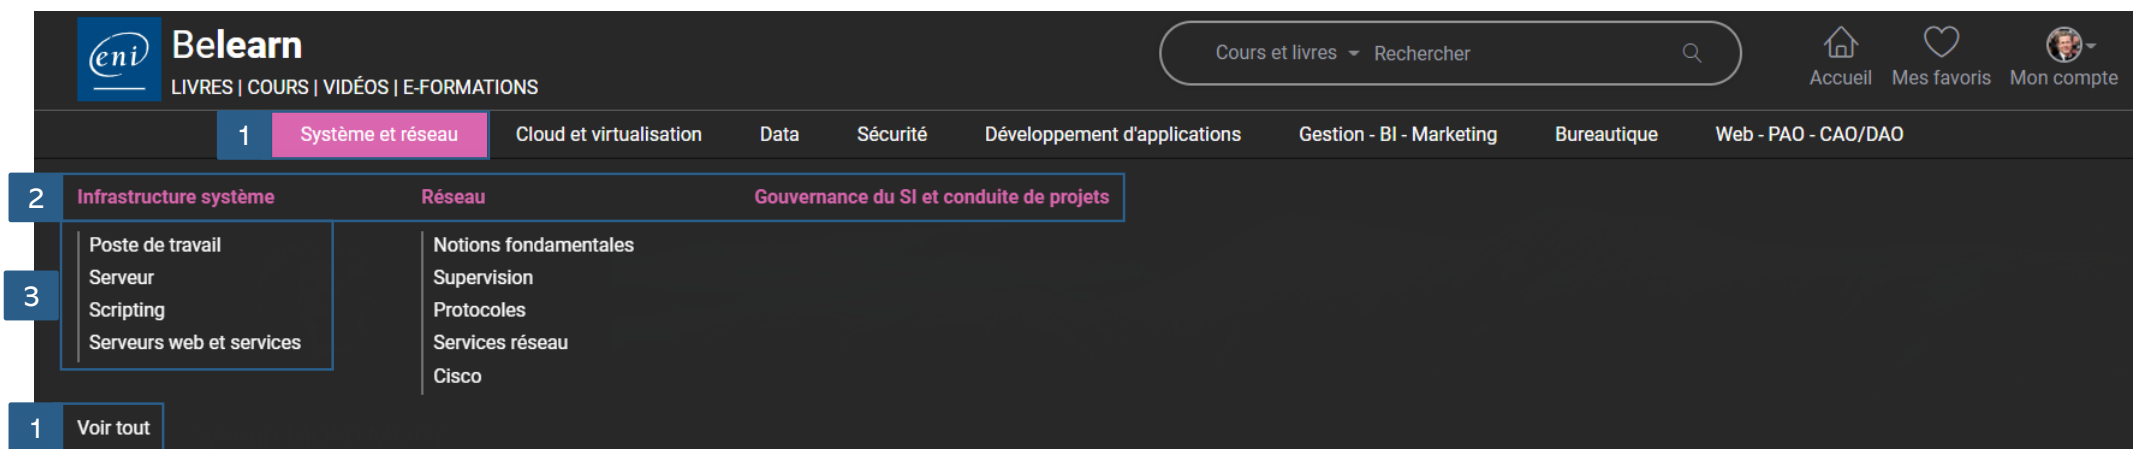 eni
Belearn
LIVRES | COURS | VIDÉOS | E-FORMATIONS
Cours et livres Rechercher
Accueil Mes favoris Mon compte
1 Système et réseau Cloud et virtualisation Data Sécurité Développement d'applications Gestion - BI - Marketing Bureautique Web - PAO - CAO/DAO
2 Infrastructure système Réseau Gouvernance du SI et conduite de projets
3
Poste de travail
Serveur
Scripting
Serveurs web et services
Notions fondamentales
Supervision
Protocoles
Services réseau
Cisco
1 Voir tout